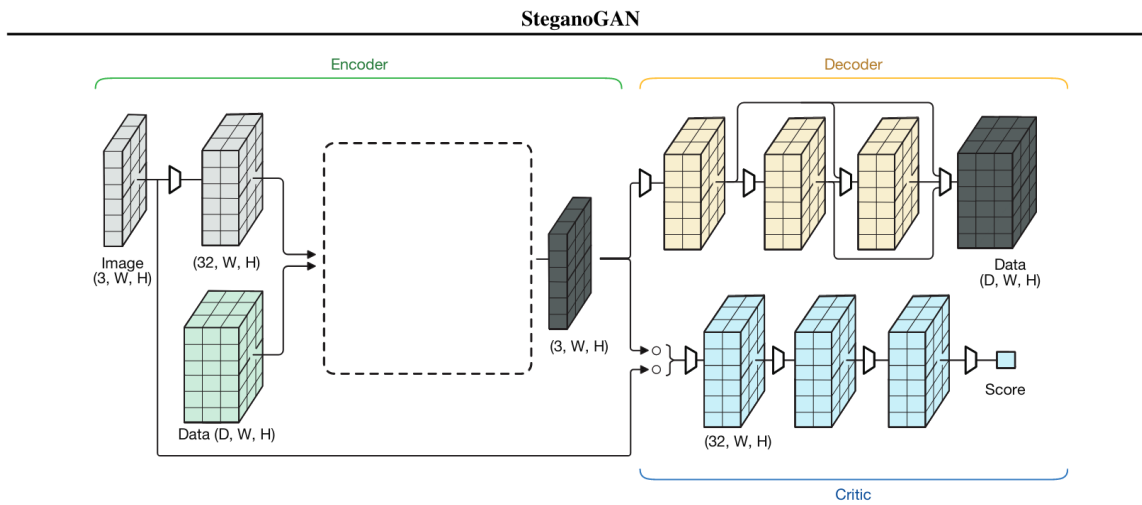 SteganoGAN
Encoder
Decoder
Image
(3, W, H)
(32, W, H)
Data (D, W, H)
(3, W, H)
Data
(D, W, H)
(32, W, H)
Score
Critic